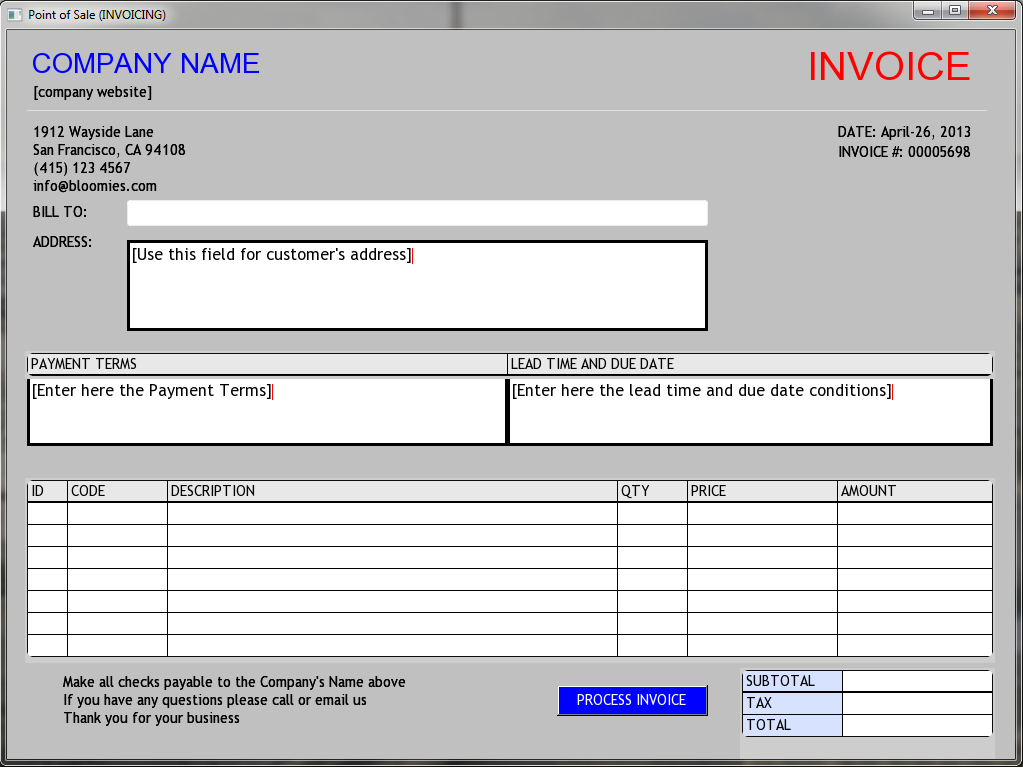 Point of Sale (INVOICING)
COMPANY NAME
INVOICE
[company website]
1912 Wayside Lane
San Francisco, CA 94108
(415) 123 4567
info@bloomies.com
DATE: April-26, 2013
INVOICE #: 00005698
BILL TO:
ADDRESS:
[Use this field for customer's address]
PAYMENT TERMS
LEAD TIME AND DUE DATE
[Enter here the Payment Terms]
[Enter here the lead time and due date conditions]
ID CODE DESCRIPTION QTY PRICE AMOUNT
Make all checks payable to the Company's Name above
If you have any questions please call or email us
Thank you for your business
PROCESS INVOICE
SUBTOTAL
TAX
TOTAL